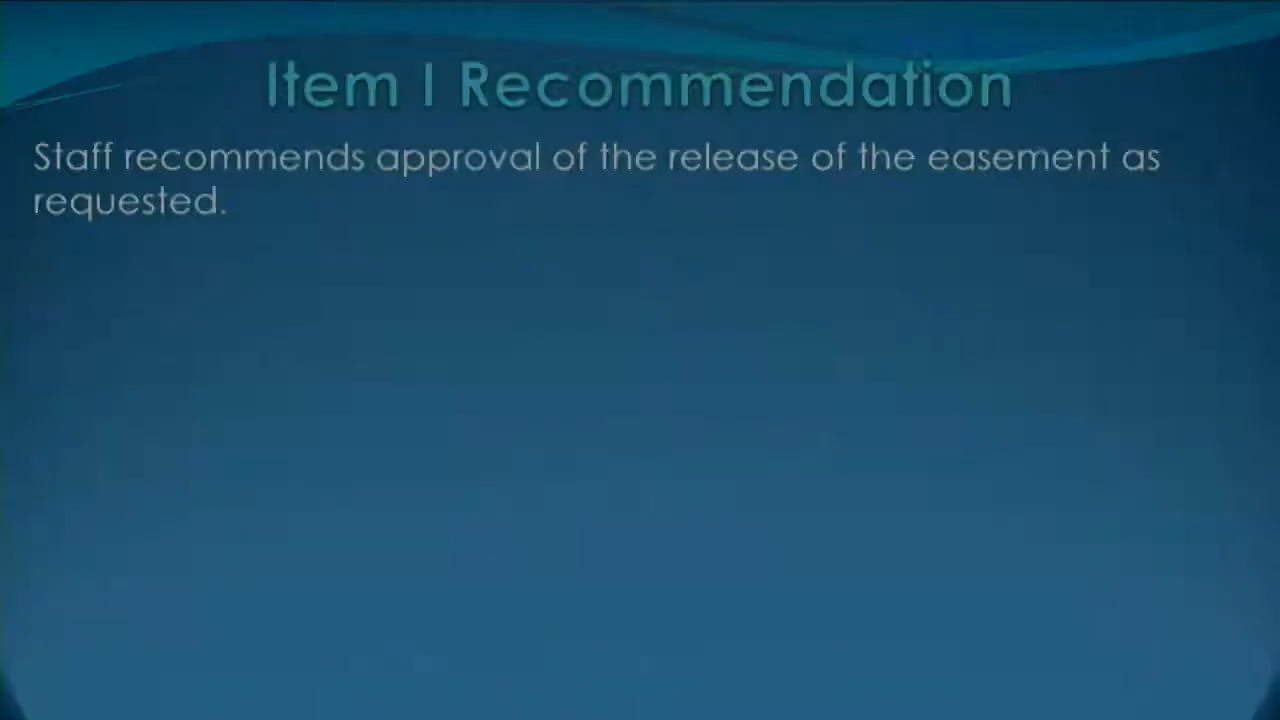 Item I Recommendation
Staff recommends approval of the release of the easement as
requested.